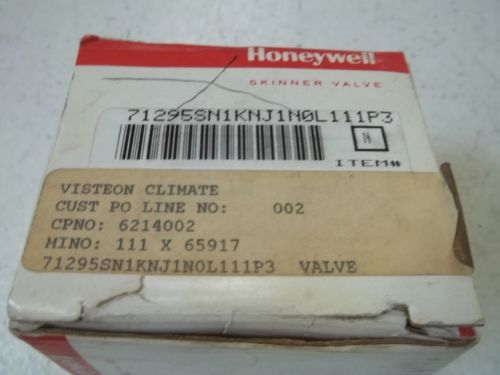 Honeywell
SKINNER VALVE
71295SN1KNJ1N0L111P3
N
ITEM#
VISTEON CLIMATE
CUST PO LINE NO: 002
CPNO: 6214002
MINO: 111 X 65917
71295SN1KNJ1N0L111P3 VALVE